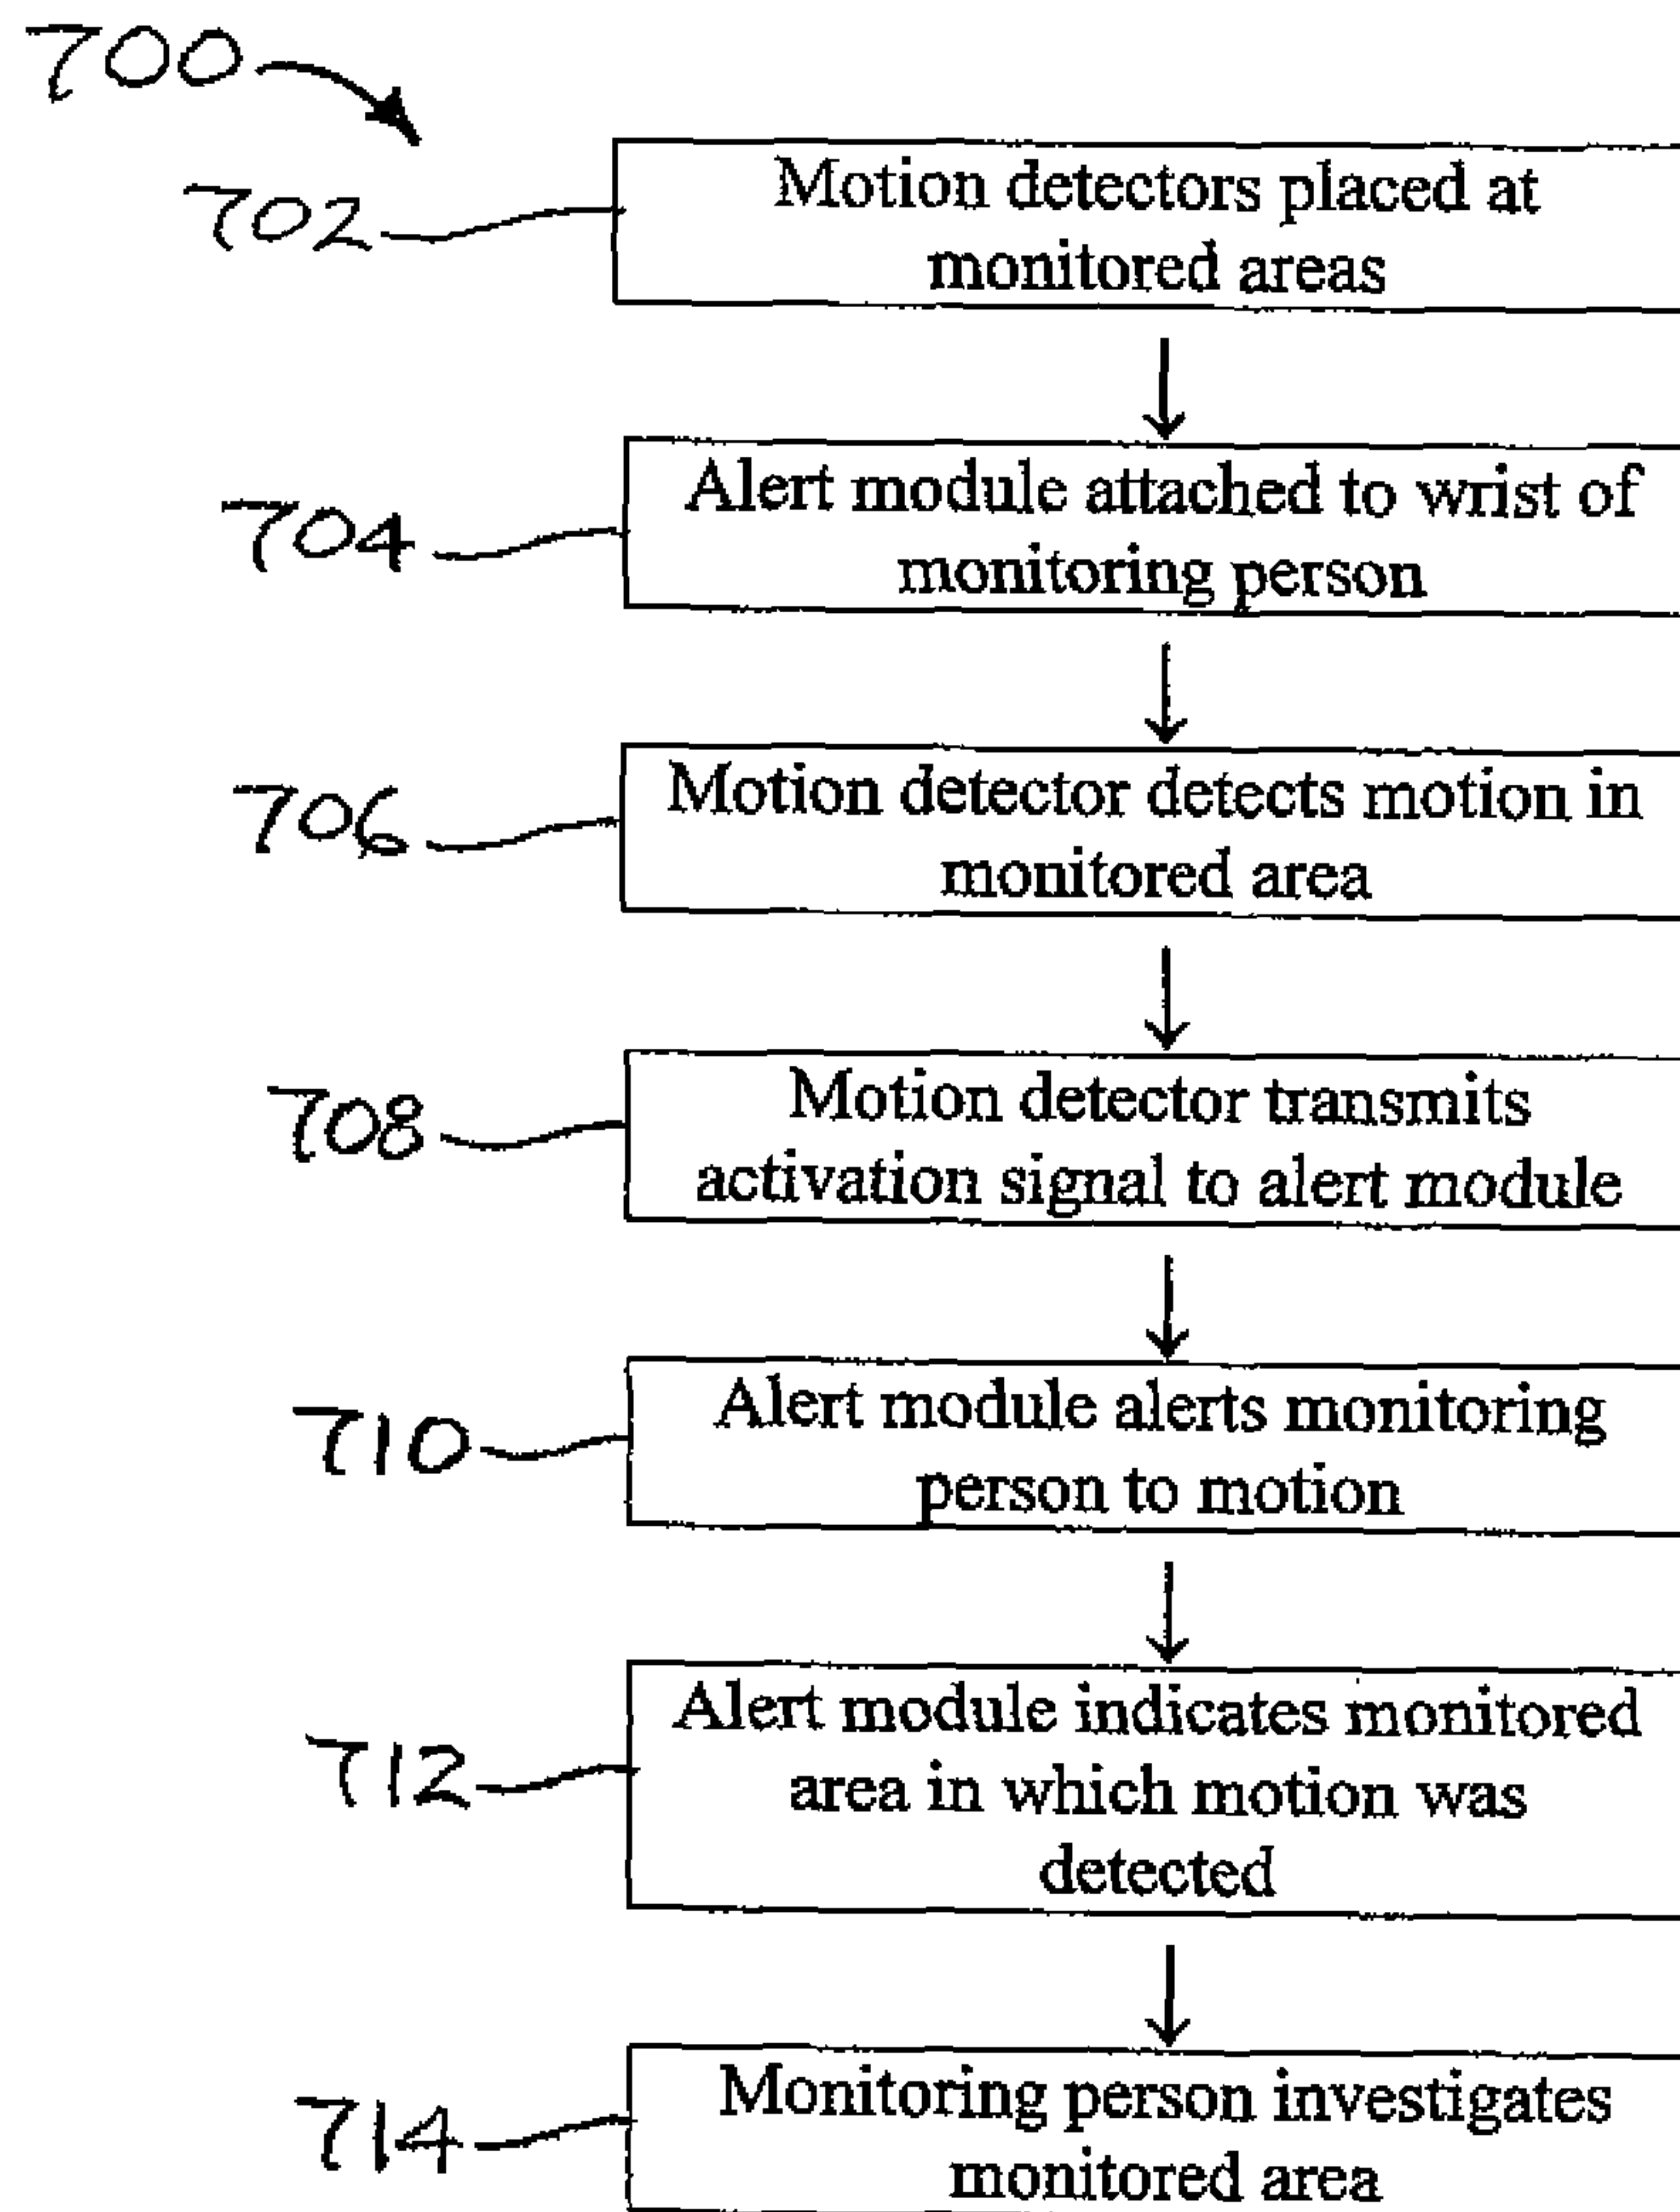 700
702
Motion detectors placed at
monitored areas
704
Alert module attached to wrist of
monitoring person
706
Motion detector detects motion in
monitored area
708
Motion detector transmits
activation signal to alert module
710
Alert module alerts monitoring
person to motion
712
Alert module indicates monitored
area in which motion was
detected
714
Monitoring person investigates
monitored area